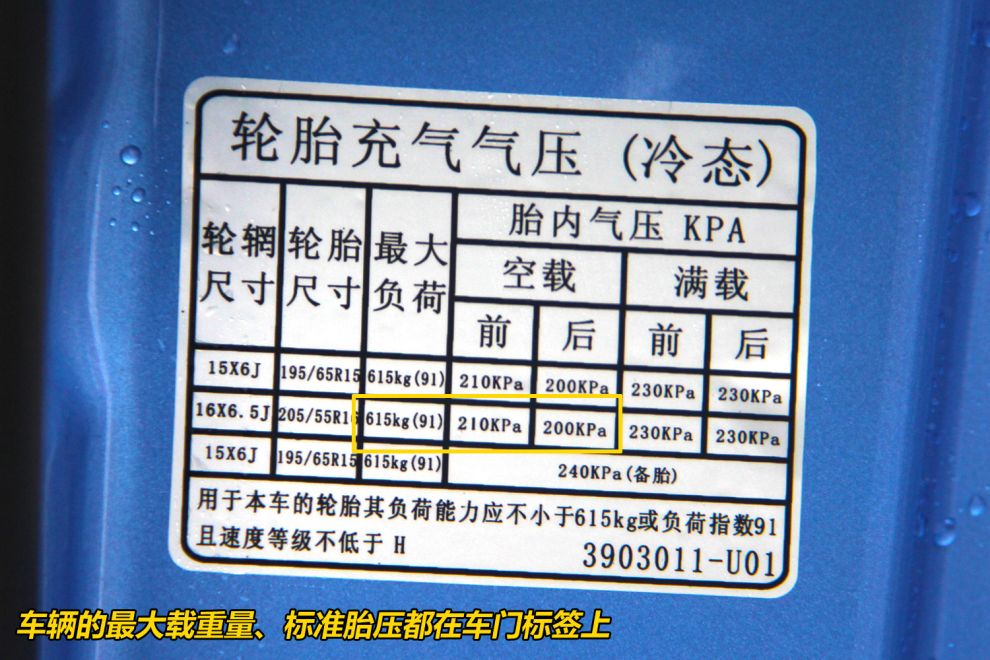 轮胎充气气压(冷态)
轮辋尺寸 轮胎尺寸 最大负荷 胎内气压 KPA
空载 满载
前 后 前 后
15X6J 195/65R15 615kg(91) 210KPa 200KPa 230KPa 230KPa
16X6.5J 205/55R16 615kg(91) 210KPa 200KPa 230KPa 230KPa
15X6J 195/65R15 615kg(91) 240KPa(备胎)
用于本车的轮胎其负荷能力应不小于615kg或负荷指数91
且速度等级不低于 H 3903011-U01
车辆的最大载重量、标准胎压都在车门标签上